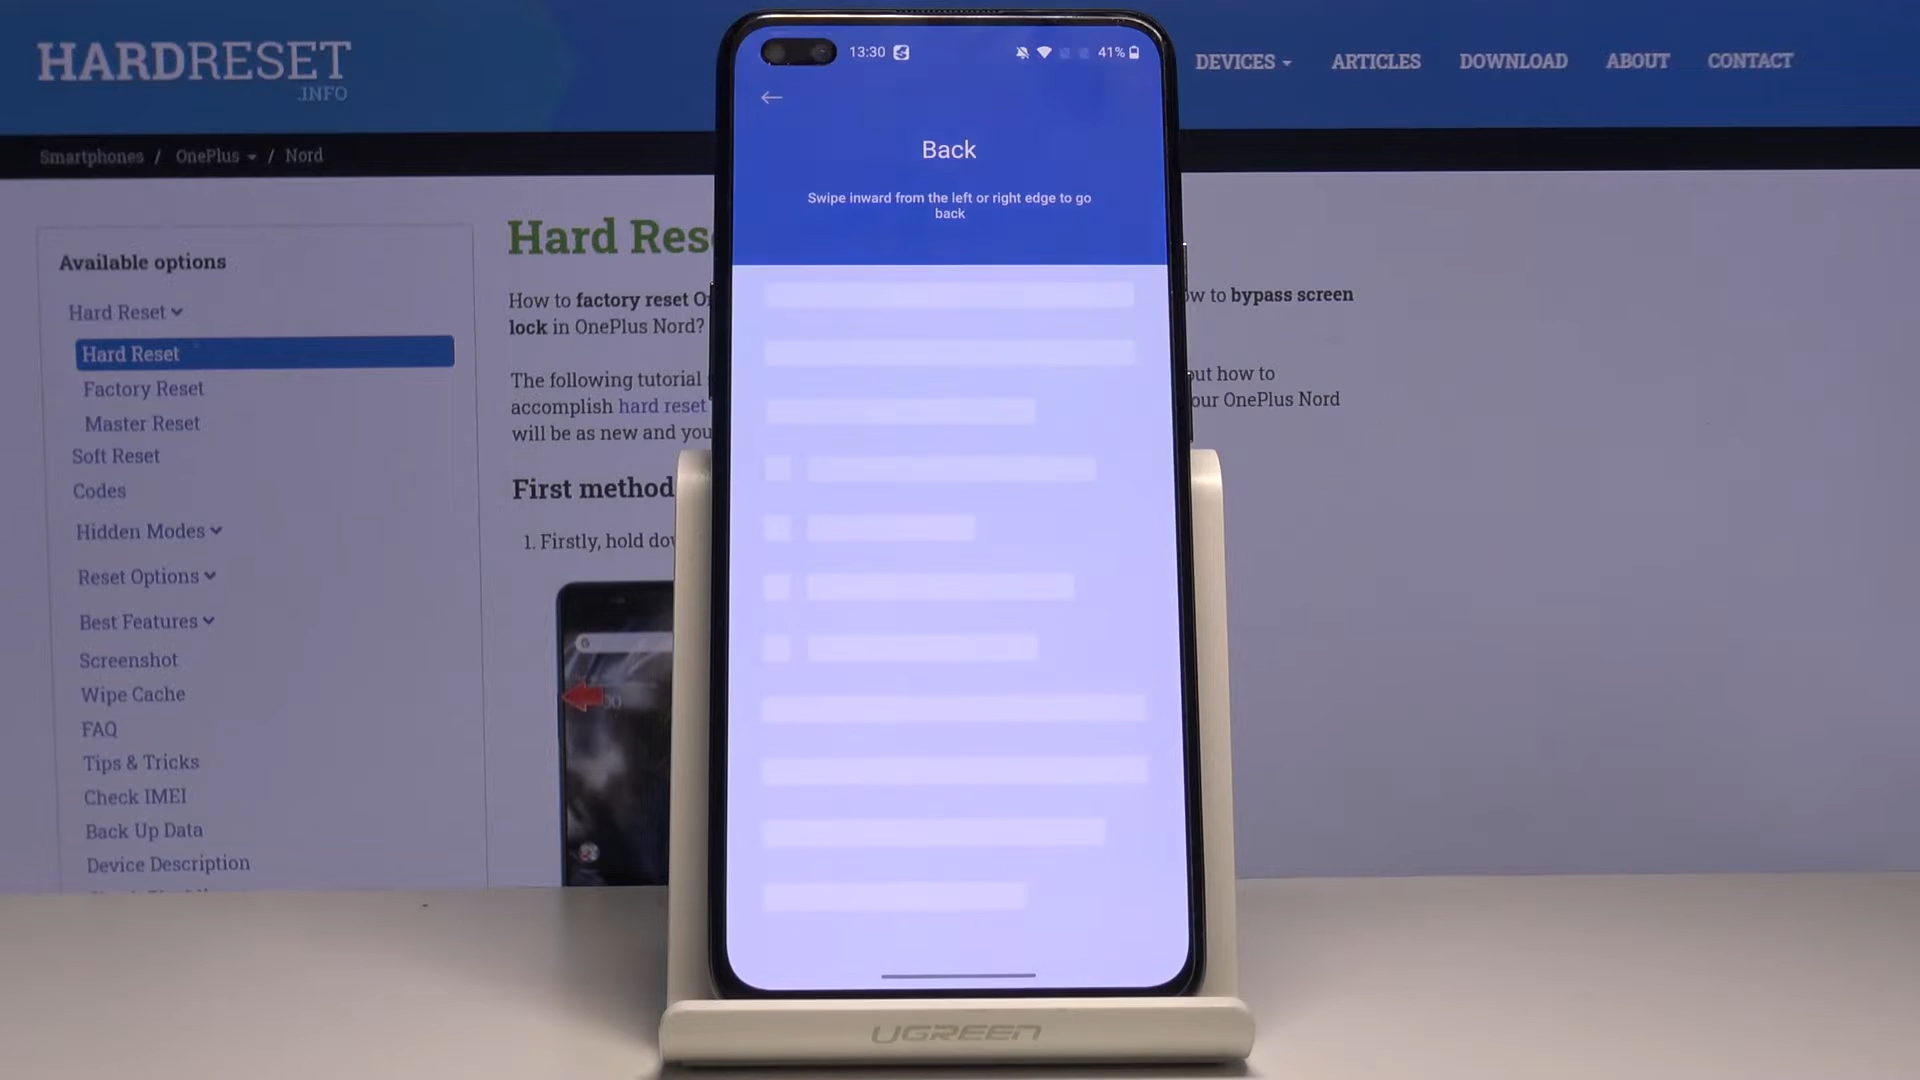 HARDRESET
.INFO
DEVICES
ARTICLES
DOWNLOAD
ABOUT
CONTACT
Smartphones / OnePlus / Nord
Available options
Hard Reset
Hard Reset
Factory Reset
Master Reset
Soft Reset
Codes
Hidden Modes
Reset Options
Best Features
Screenshot
Wipe Cache
FAQ
Tips & Tricks
Check IMEI
Back Up Data
Device Description
Hard Res
How to factory reset
lock in OnePlus Nord?
The following tutorial
accomplish hard reset
will be as new and you
First method
1. Firstly, hold
13:30
41%
Back
Swipe inward from the left or right edge to go
back
to bypass screen
how to
OnePlus Nord
UGREEN